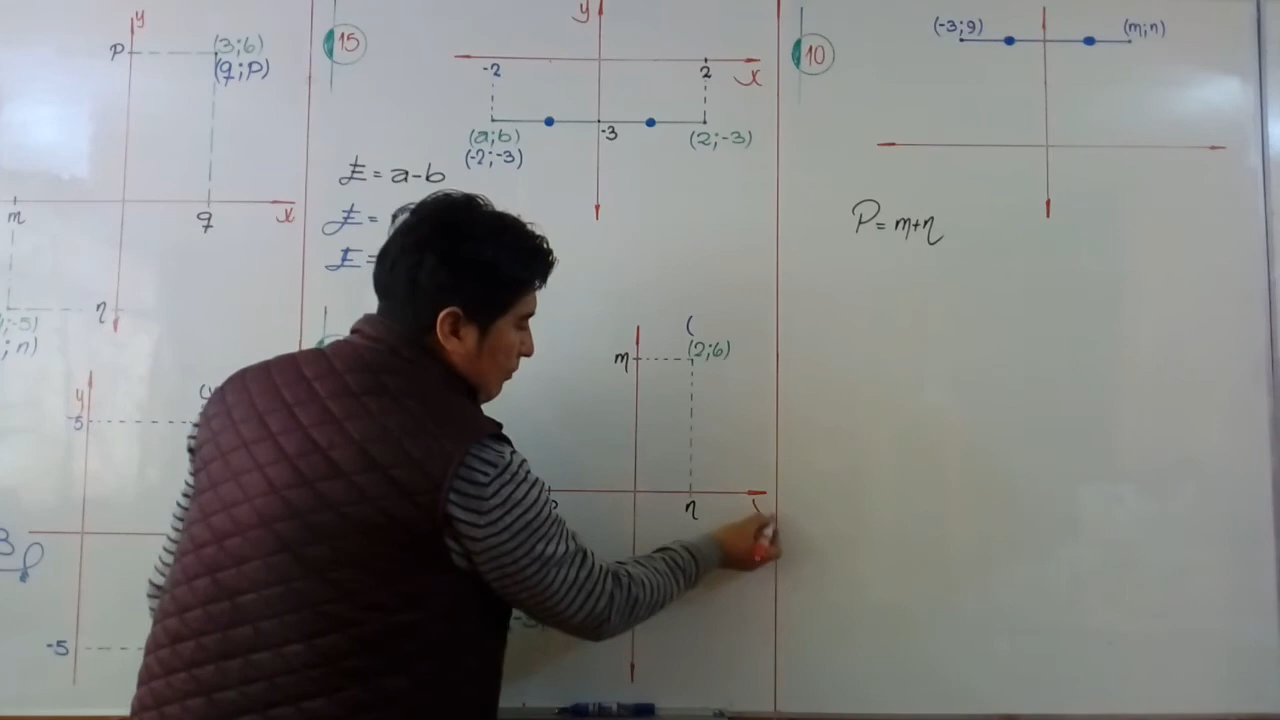 y
P
(3;6)
(q;p)
m
q
x
n
;-5)
; n)
y
5
-5
15
y
-2
2
x
(a;b)
(-2;-3)
-3
(2;-3)
E = a-b
E =
E =
(
(2;6)
m
n
10
(-3;9)
(m;n)
P = m+n